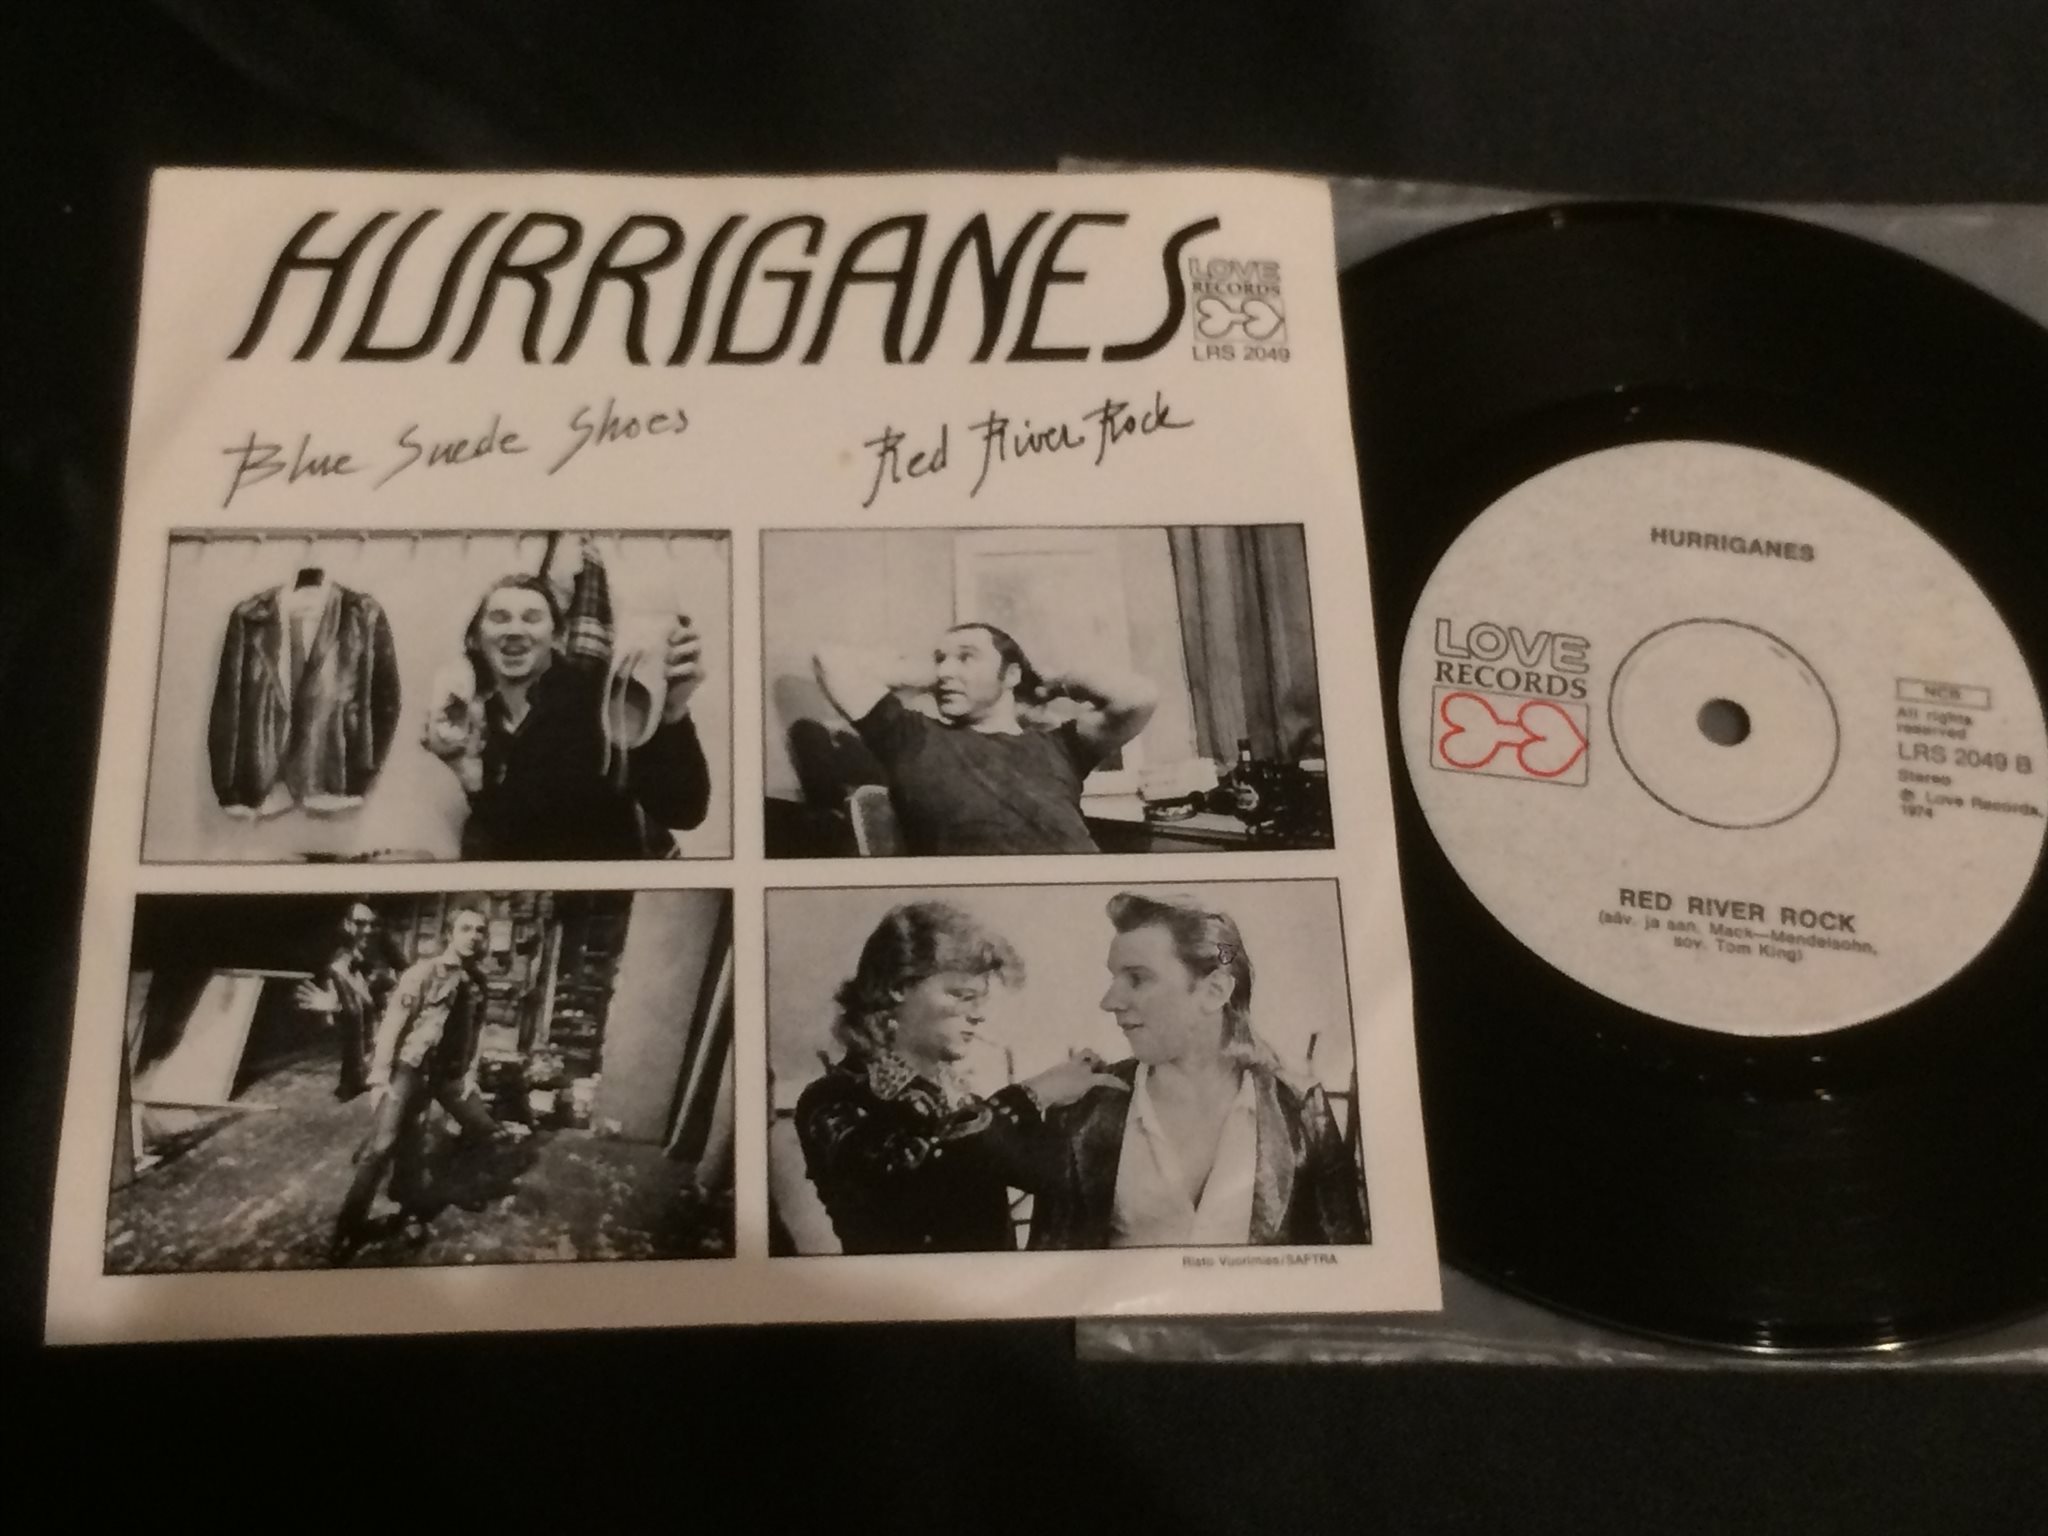 HURRIGANES
LOVE
RECORDS
LRS 2049
Blue Suede Shoes
Red River Rock
Risto Vuorimies/SAFTRA
HURRIGANES
LOVE
RECORDS
NCB
All rights
reserved
LRS 2049 B
Stereo
℗ Love Records,
1974
RED RIVER ROCK
(säv. ja san. Mack—Mendelsohn,
sov. Tom King)